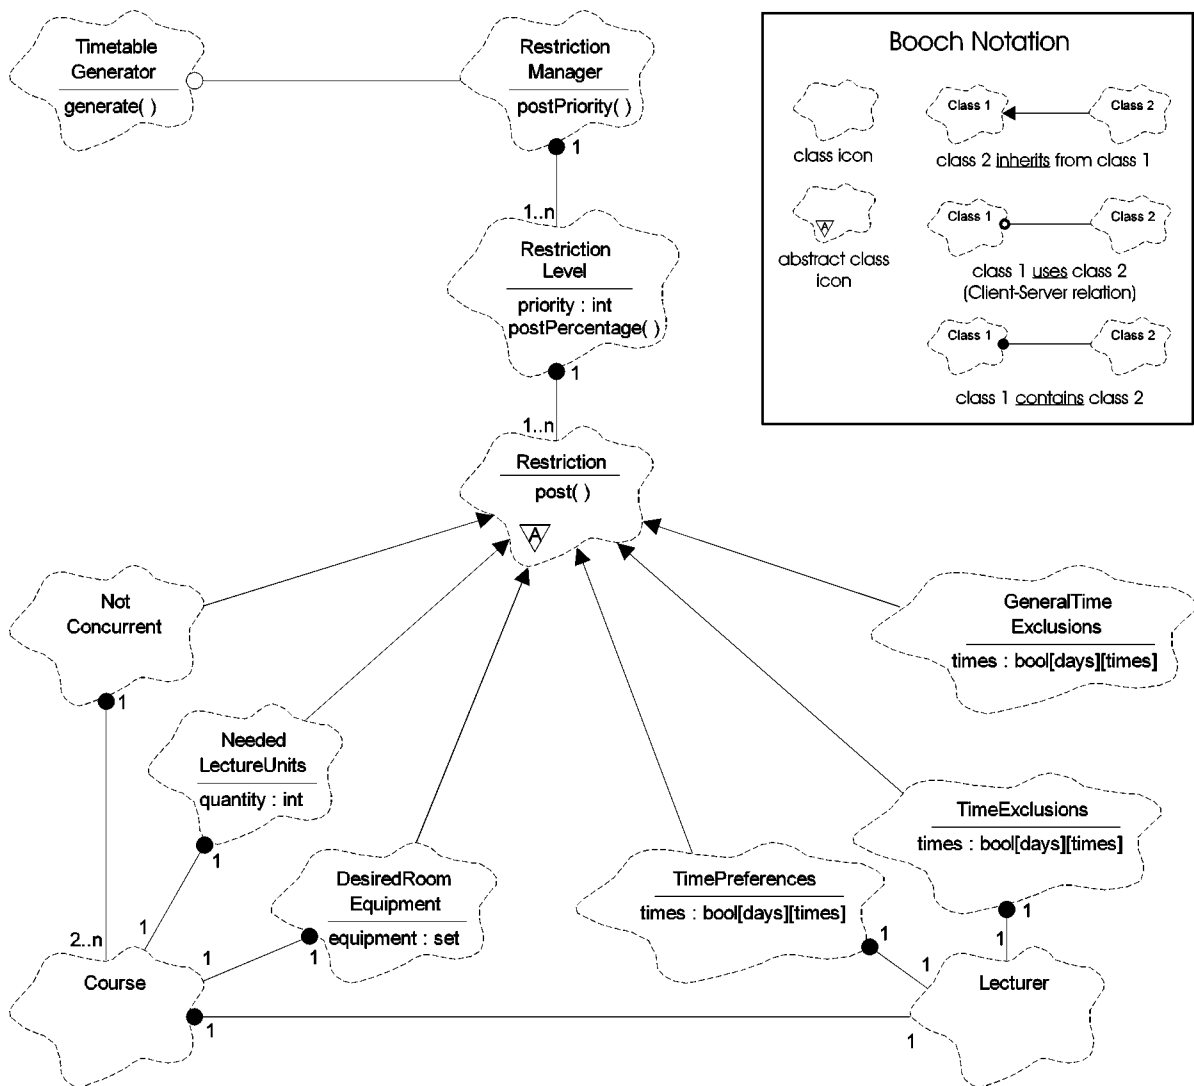 Timetable
Generator
generate( )
Restriction
Manager
postPriority( )
1
1..n
Restriction
Level
priority : int
postPercentage( )
1
1..n
Restriction
post( )
A
Not
Concurrent
1
Needed
LectureUnits
quantity : int
1
DesiredRoom
Equipment
equipment : set
1
TimePreferences
times : bool[days][times]
1
GeneralTime
Exclusions
times : bool[days][times]
TimeExclusions
times : bool[days][times]
1
1
2..n
1
1
Course
1
1
Lecturer
1
Booch Notation
class icon
A
abstract class
icon
Class 1
Class 2
class 2 inherits from class 1
Class 1
Class 2
class 1 uses class 2
(Client-Server relation)
Class 1
Class 2
class 1 contains class 2